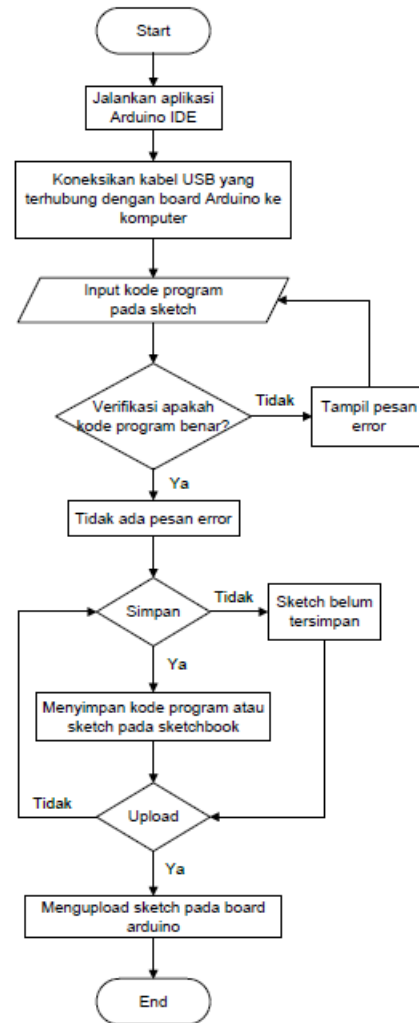 Start
Jalankan aplikasi
Arduino IDE
Koneksikan kabel USB yang
terhubung dengan board Arduino ke
komputer
Input kode program
pada sketch
Verifikasi apakah
kode program benar?
Tidak
Tampil pesan
error
Ya
Tidak ada pesan error
Simpan
Tidak
Sketch belum
tersimpan
Ya
Menyimpan kode program atau
sketch pada sketchbook
Tidak
Upload
Ya
Mengupload sketch pada board
arduino
End